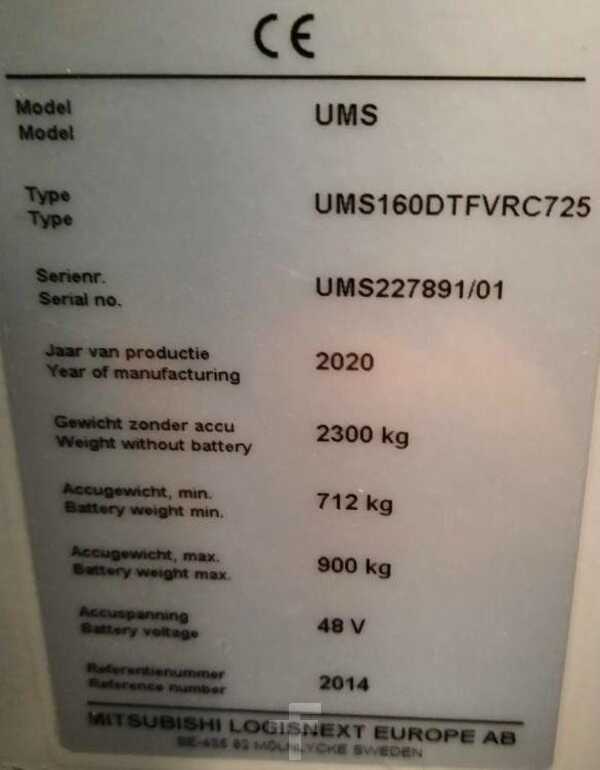 CE
Model
Model
UMS
Type
Type
UMS160DTFVRC725
Serienr.
Serial no.
UMS227891/01
Jaar van productie
Year of manufacturing
2020
Gewicht zonder accu
Weight without battery
2300 kg
Accugewicht, min.
Battery weight min.
712 kg
Accugewicht, max.
Battery weight max.
900 kg
Accuspanning
Battery voltage
48 V
Referentienummer
Reference number
2014
MITSUBISHI LOGISNEXT EUROPE AB
MÖLNLYCKE SWEDEN